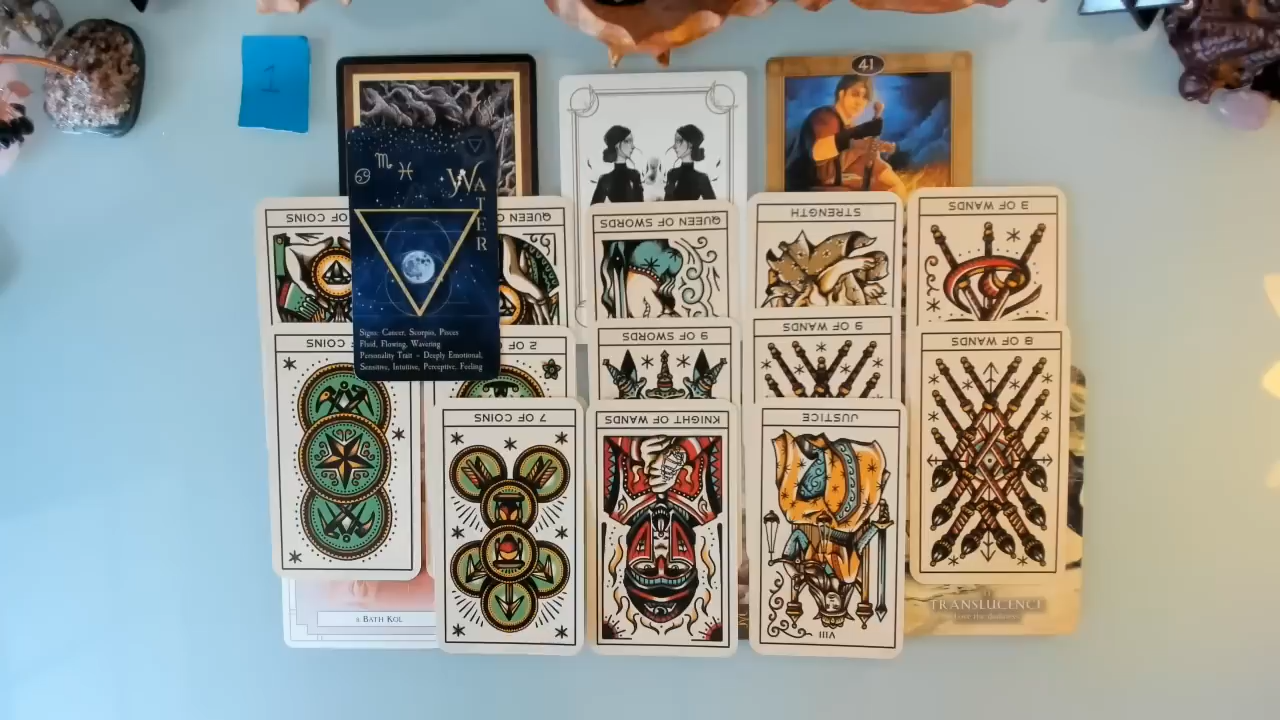 1
41
WATER
Signs: Cancer, Scorpio, Pisces
Fluid, Flowing, Wavering
Personality Trait - Deeply Emotional,
Sensitive, Intuitive, Perceptive, Feeling
OF COINS
QUEEN OF
QUEEN OF SWORDS
STRENGTH
3 OF WANDS
OF COINS
2 OF
9 OF SWORDS
9 OF WANDS
8 OF WANDS
7 OF COINS
KNIGHT OF WANDS
JUSTICE
VIII
BATH KOL
TRANSLUCENCE